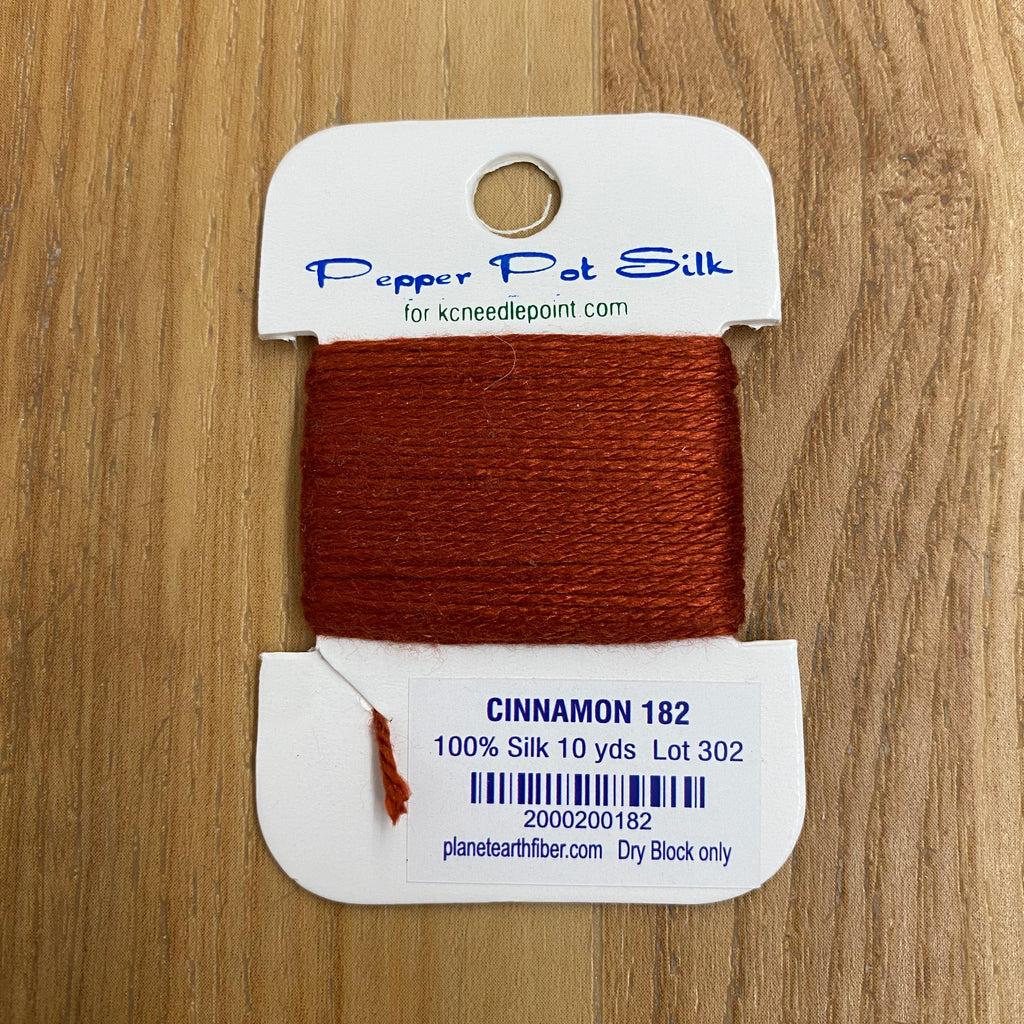 Pepper Pot Silk
for kcneedlepoint.com
CINNAMON 182
100% Silk 10 yds Lot 302
2000200182
planetearthfiber.com Dry Block only